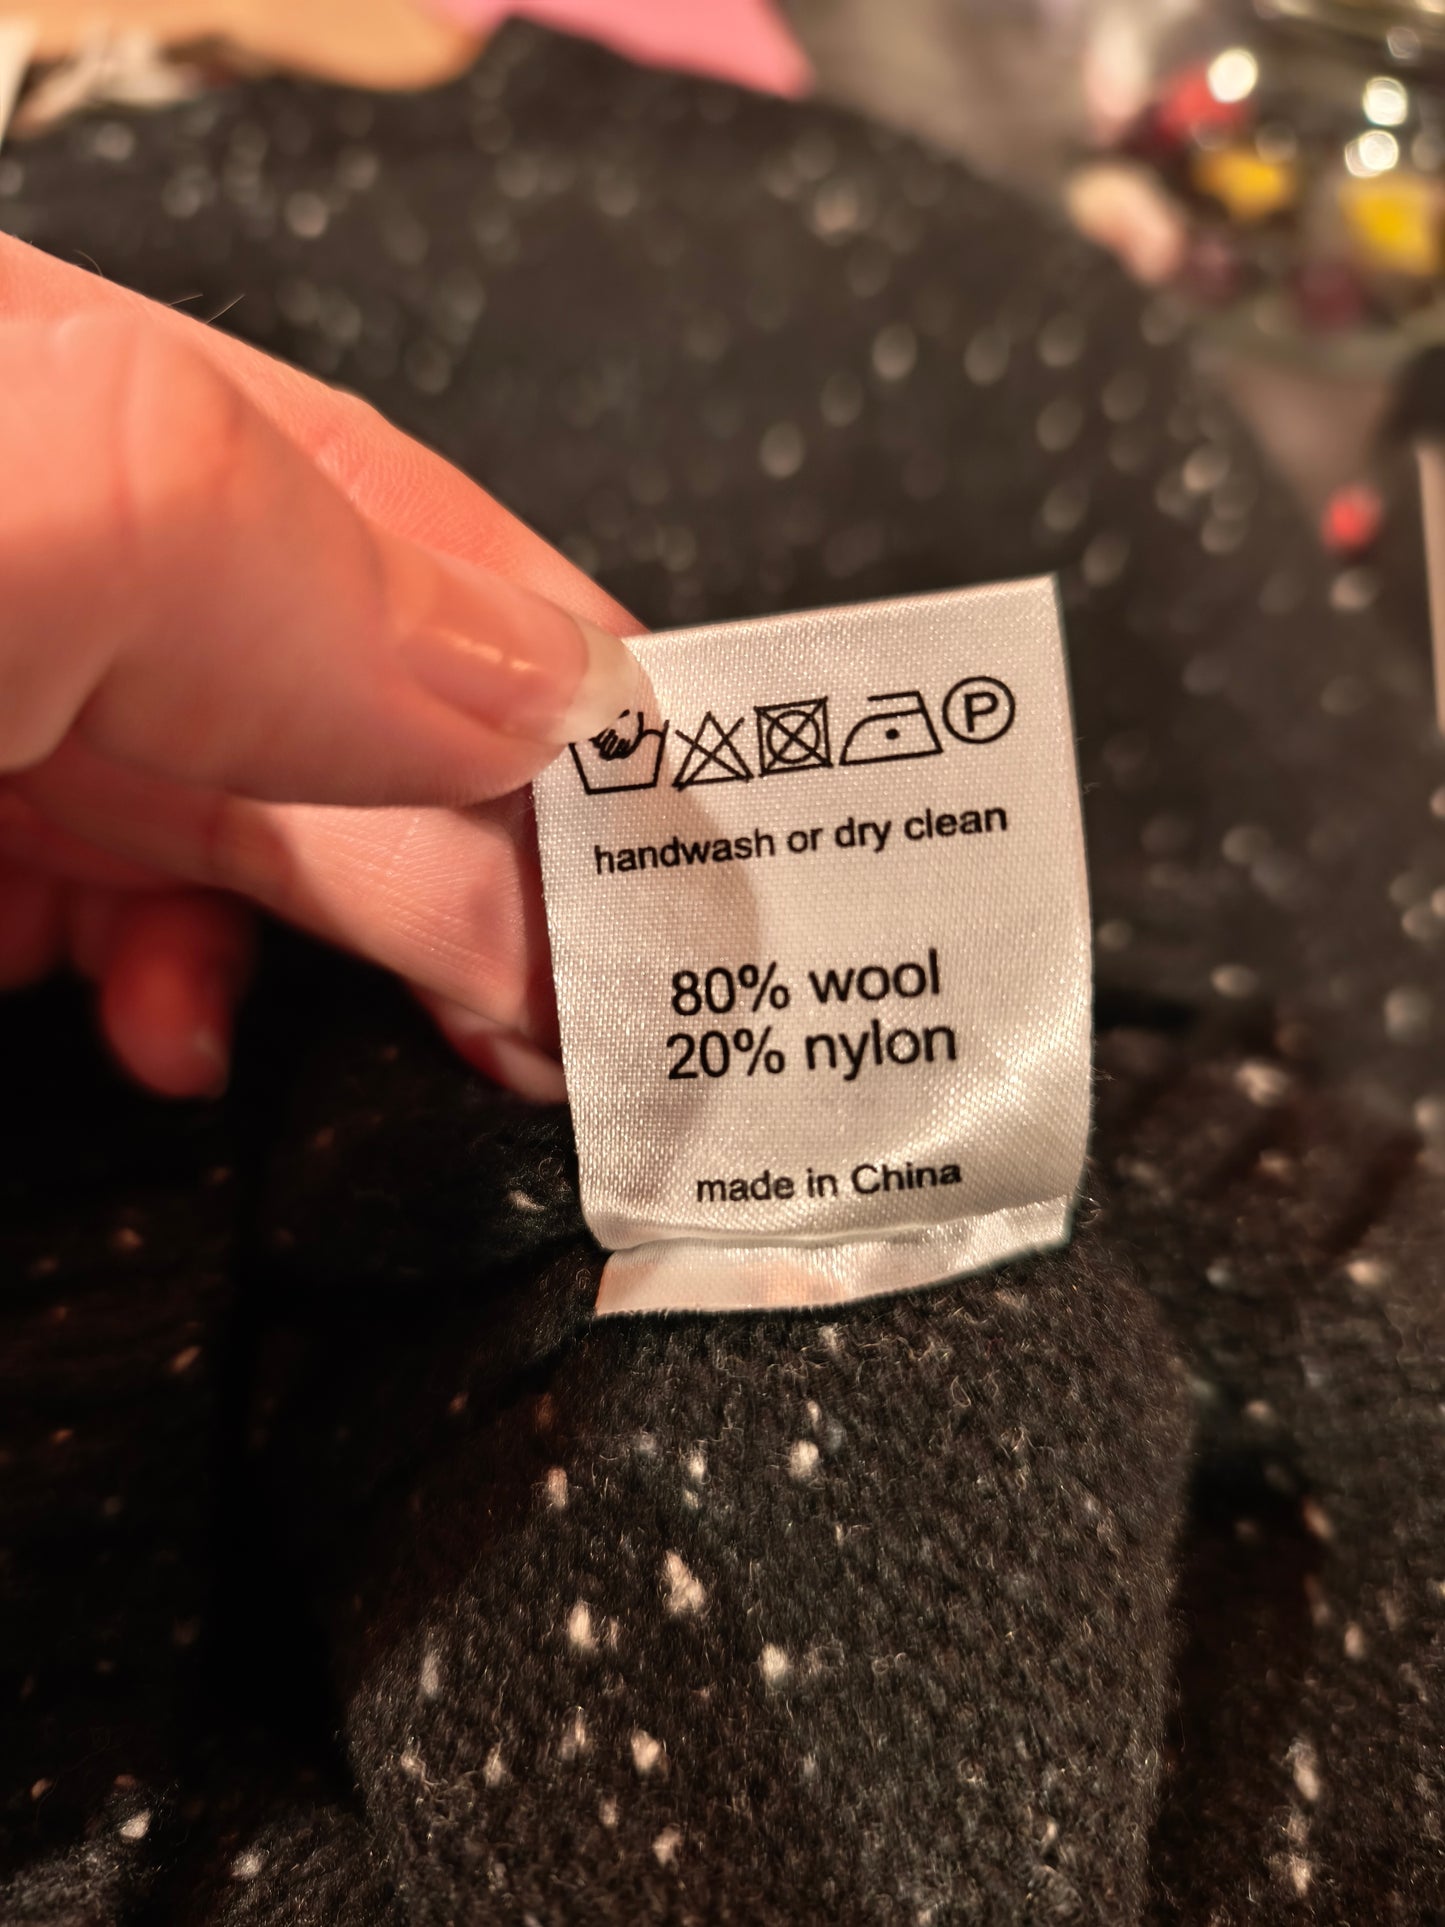 P
handwash or dry clean
80% wool
20% nylon
made in China